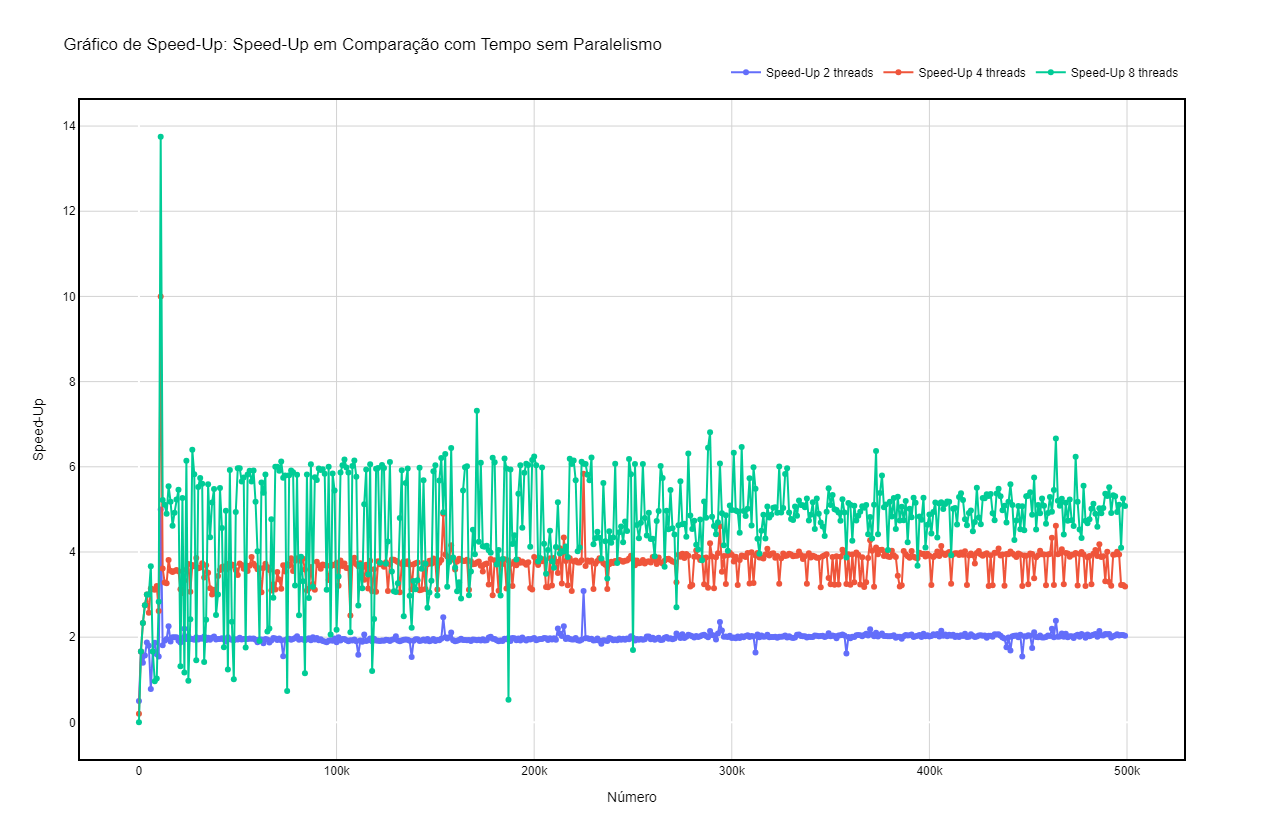 Gráfico de Speed-Up: Speed-Up em Comparação com Tempo sem Paralelismo
Speed-Up 2 threads Speed-Up 4 threads Speed-Up 8 threads
14
12
10
8
6
4
2
0
Speed-Up
0 100k 200k 300k 400k 500k
Número